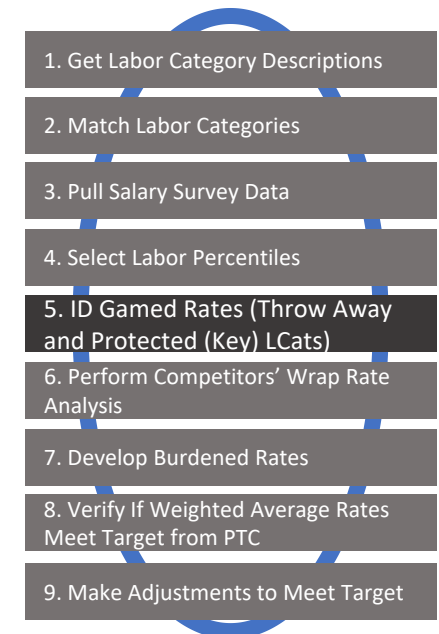 1. Get Labor Category Descriptions
2. Match Labor Categories
3. Pull Salary Survey Data
4. Select Labor Percentiles
5. ID Gamed Rates (Throw Away
and Protected (Key) LCats)
6. Perform Competitors’ Wrap Rate
Analysis
7. Develop Burdened Rates
8. Verify If Weighted Average Rates
Meet Target from PTC
9. Make Adjustments to Meet Target